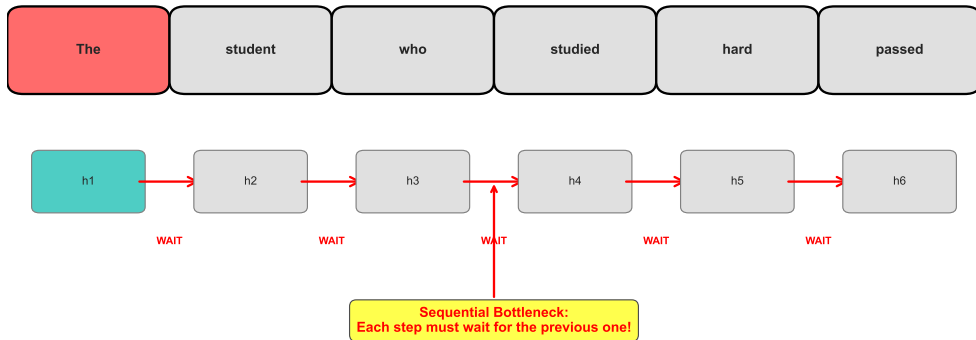 The student who studied hard passed
h1 h2 h3 h4 h5 h6
WAIT WAIT WAIT WAIT WAIT
Sequential Bottleneck:
Each step must wait for the previous one!